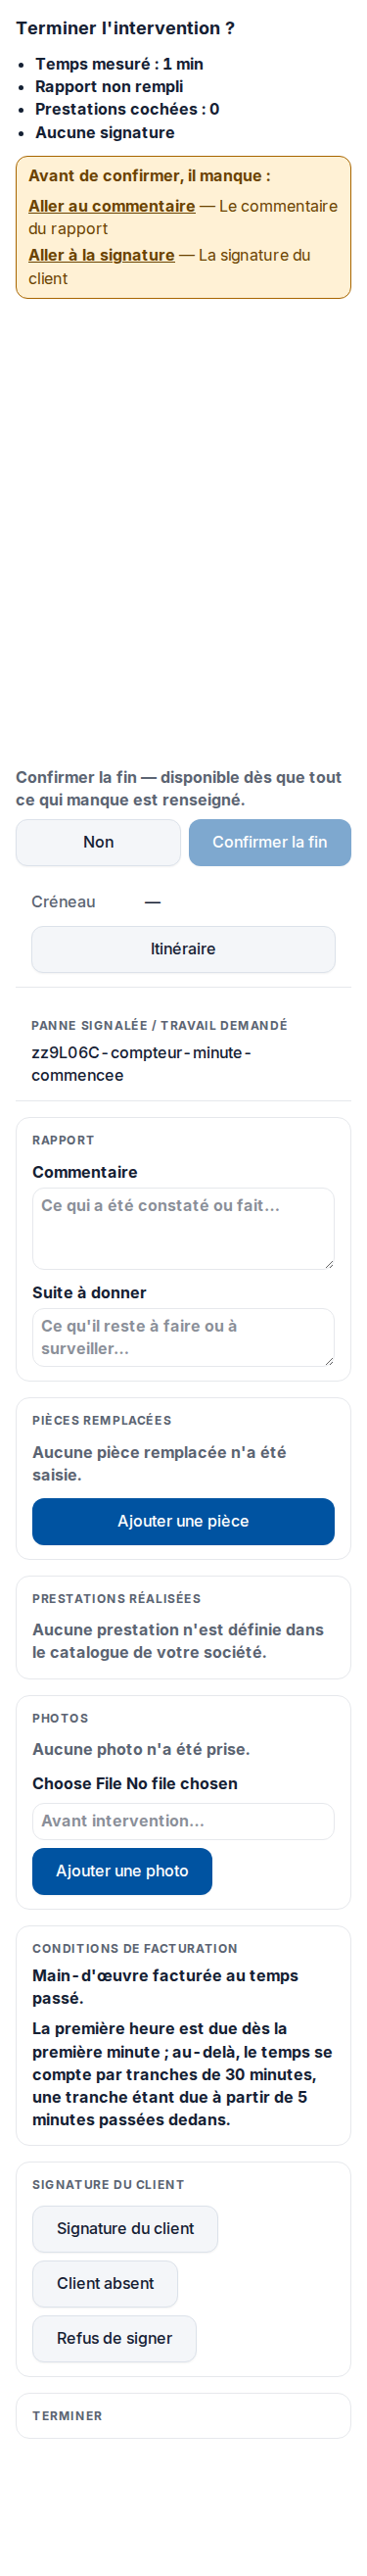 Terminer l'intervention ?
• Temps mesuré : 1 min
• Rapport non rempli
• Prestations cochées : 0
• Aucune signature
Avant de confirmer, il manque :
Aller au commentaire — Le commentaire
du rapport
Aller à la signature — La signature du
client
Confirmer la fin — disponible dès que tout
ce qui manque est renseigné.
Non
Confirmer la fin
Créneau —
Itinéraire
PANNE SIGNALÉE / TRAVAIL DEMANDÉ
zz9L06C-compteur-minute-
commencee
RAPPORT
Commentaire
Ce qui a été constaté ou fait...
Suite à donner
Ce qu'il reste à faire ou à
surveiller...
PIÈCES REMPLACÉES
Aucune pièce remplacée n'a été
saisie.
Ajouter une pièce
PRESTATIONS RÉALISÉES
Aucune prestation n'est définie dans
le catalogue de votre société.
PHOTOS
Aucune photo n'a été prise.
Choose File No file chosen
Avant intervention...
Ajouter une photo
CONDITIONS DE FACTURATION
Main-d'œuvre facturée au temps
passé.
La première heure est due dès la
première minute ; au-delà, le temps se
compte par tranches de 30 minutes,
une tranche étant due à partir de 5
minutes passées dedans.
SIGNATURE DU CLIENT
Signature du client
Client absent
Refus de signer
TERMINER